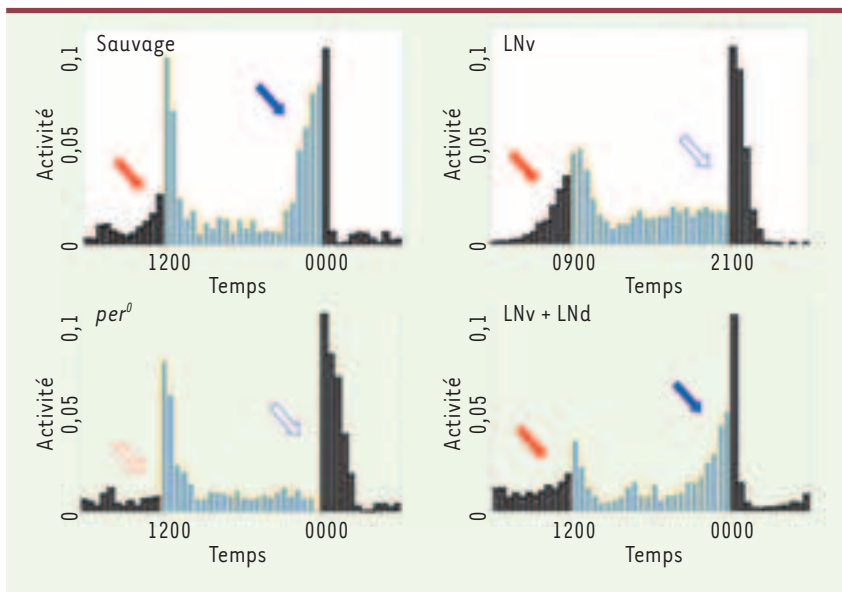 Sauvage
Activité
0,1
0,05
0
1200
0000
Temps
LNv
Activité
0,1
0,05
0
0900
2100
Temps
per⁰
Activité
0,1
0,05
0
1200
0000
Temps
LNv + LNd
Activité
0,1
0,05
0
1200
0000
Temps